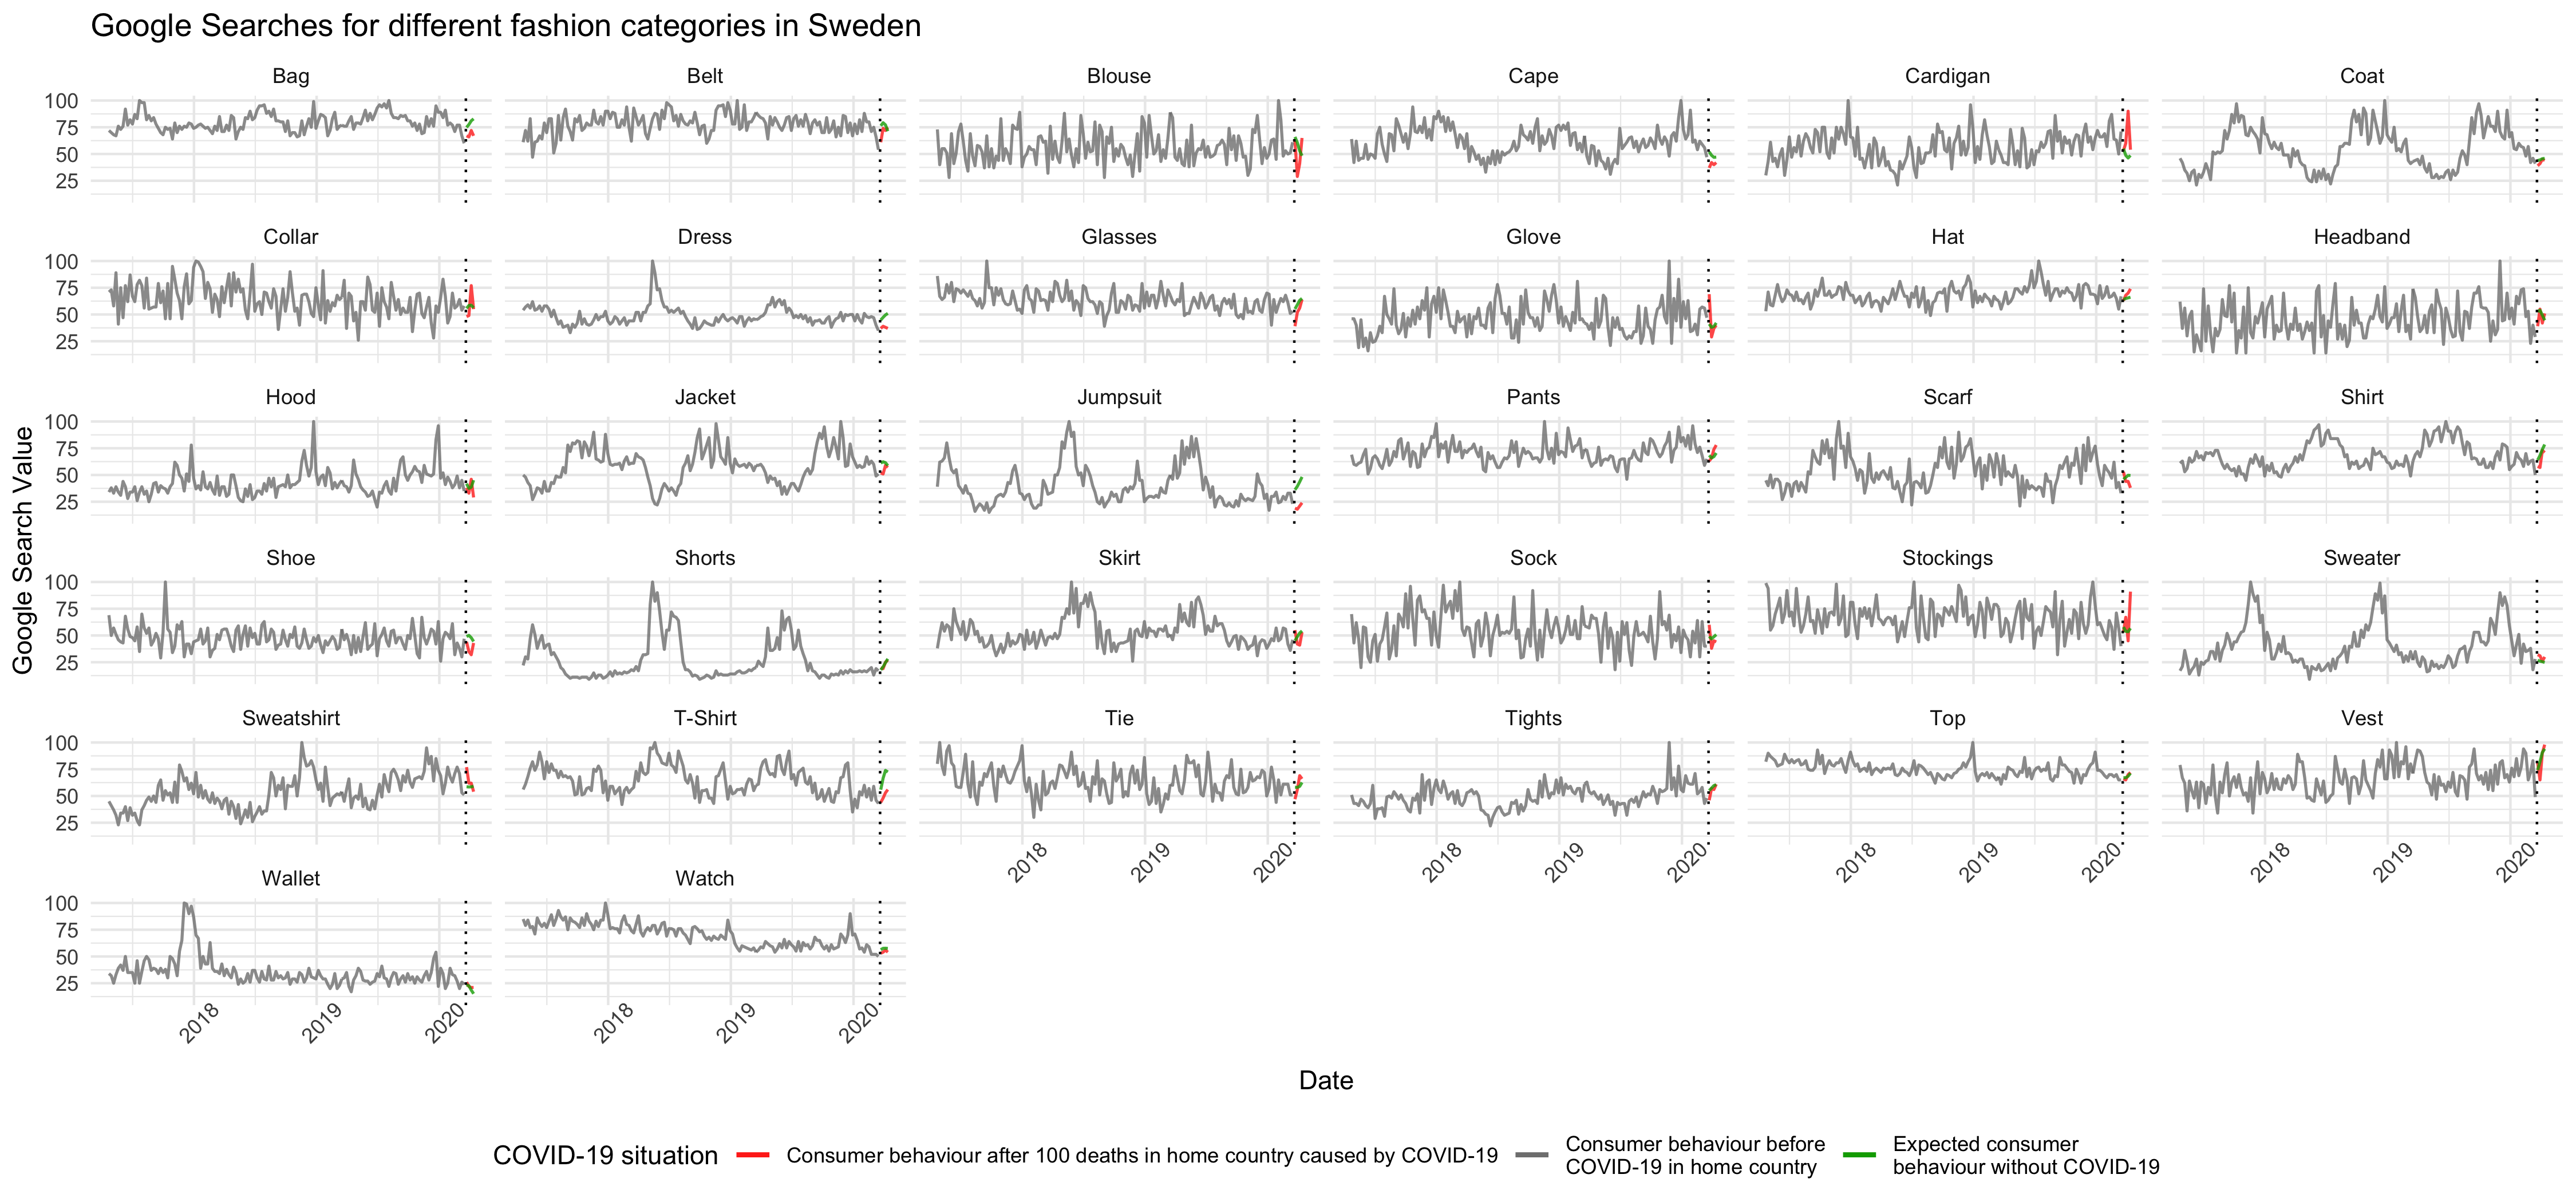 Google Searches for different fashion categories in Sweden
Bag Belt Blouse Cape Cardigan Coat
100
75
50
25
Collar Dress Glasses Glove Hat Headband
100
75
50
25
Hood Jacket Jumpsuit Pants Scarf Shirt
100
75
50
25
Google Search Value
Shoe Shorts Skirt Sock Stockings Sweater
100
75
50
25
Sweatshirt T-Shirt Tie Tights Top Vest
100
75
50
25
2018 2019 2020 2018 2019 2020 2018 2019 2020 2018 2019 2020
Wallet Watch
100
75
50
25
2018 2019 2020 2018 2019 2020
Date
COVID-19 situation
Consumer behaviour after 100 deaths in home country caused by COVID-19
Consumer behaviour before
COVID-19 in home country
Expected consumer
behaviour without COVID-19